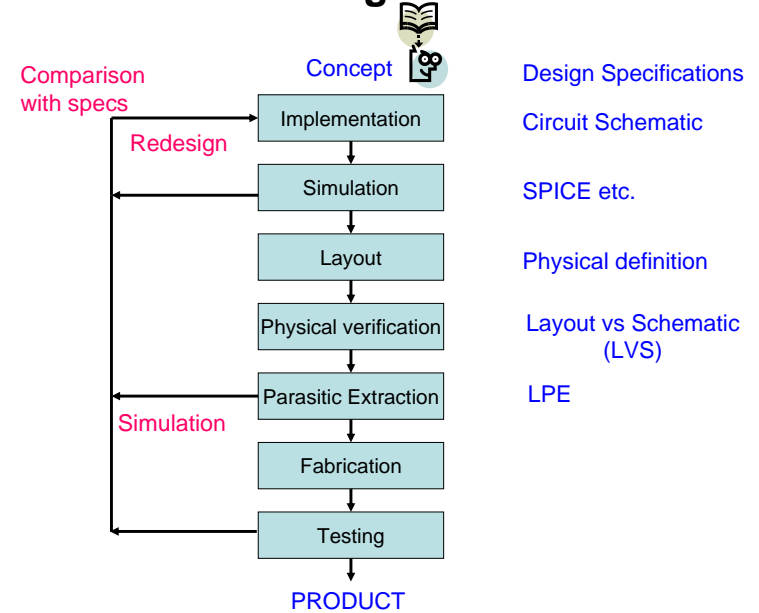 Concept
Design Specifications
Comparison
with specs
Implementation
Circuit Schematic
Redesign
Simulation
SPICE etc.
Layout
Physical definition
Physical verification
Layout vs Schematic
(LVS)
Parasitic Extraction
LPE
Simulation
Fabrication
Testing
PRODUCT